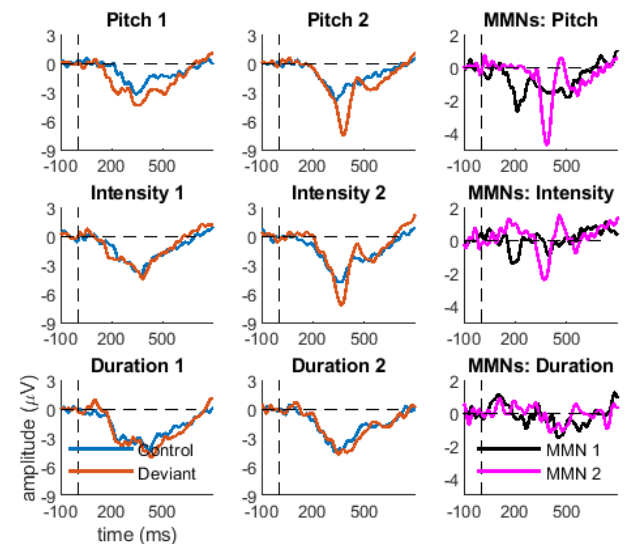 Pitch 1
Pitch 2
MMNs: Pitch
3
0
-3
-6
-9
-100 200 500
3
0
-3
-6
-9
-100 200 500
2
0
-2
-4
-100 200 500
Intensity 1
Intensity 2
MMNs: Intensity
3
0
-3
-6
-9
-100 200 500
3
0
-3
-6
-9
-100 200 500
2
0
-2
-4
-100 200 500
Duration 1
Duration 2
MMNs: Duration
amplitude (μV)
3
0
-3
-6
-9
Control
Deviant
-100 200 500
time (ms)
3
0
-3
-6
-9
-100 200 500
2
0
-2
-4
MMN 1
MMN 2
-100 200 500